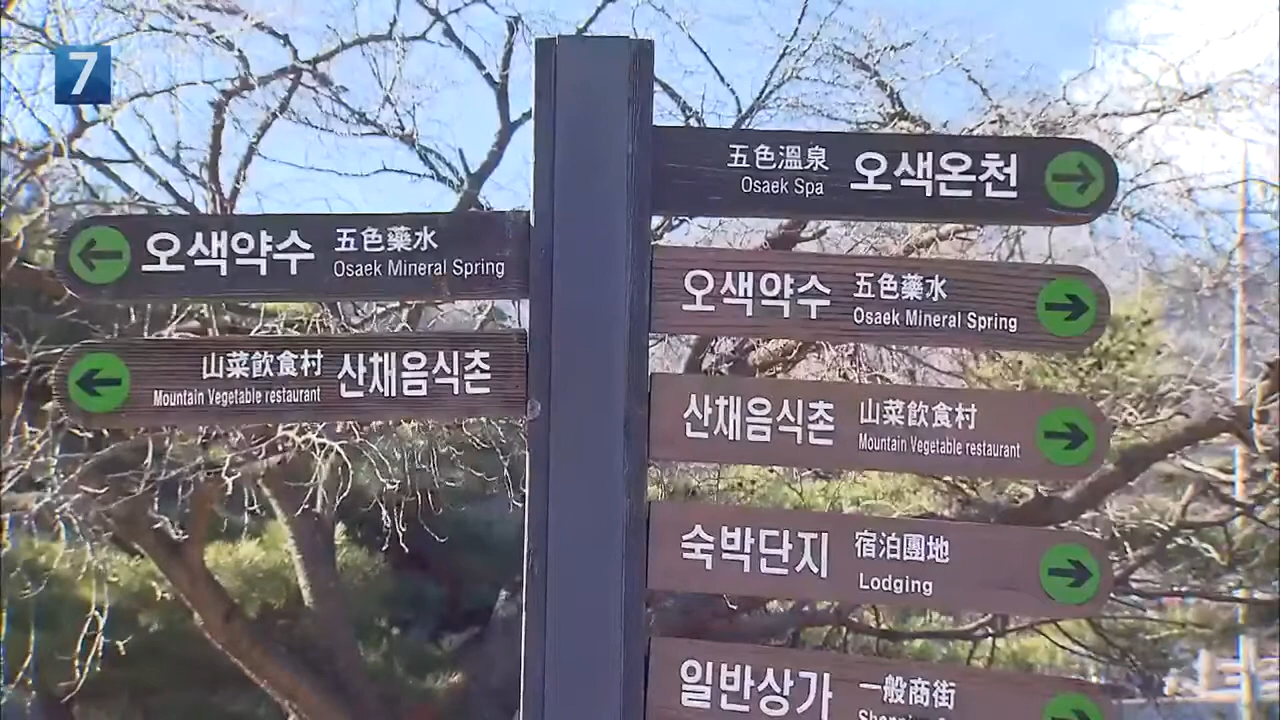 7
오색약수 五色藥水
Osaek Mineral Spring
山菜飮食村 산채음식촌
Mountain Vegetable restaurant
五色溫泉 오색온천
Osaek Spa
오색약수 五色藥水
Osaek Mineral Spring
산채음식촌 山菜飮食村
Mountain Vegetable restaurant
숙박단지 宿泊團地
Lodging
일반상가 一般商街